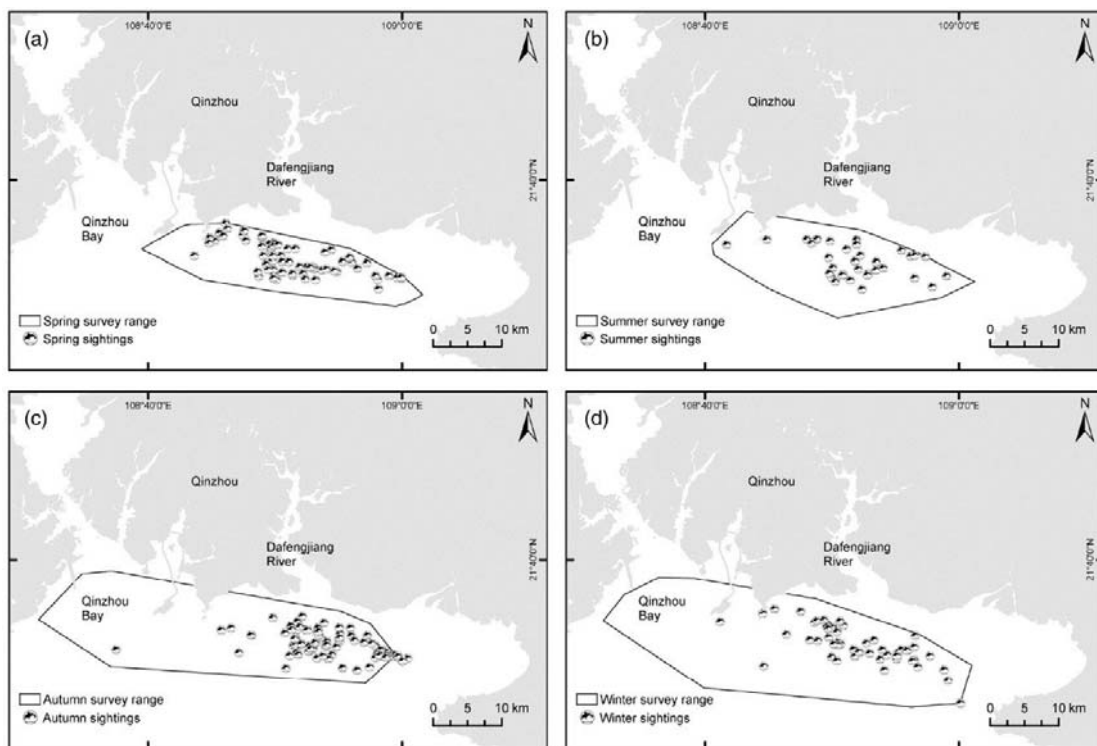 (a)
108°40'0"E
109°0'0"E
N
Qinzhou
Dafengjiang
River
21°40'0"N
Qinzhou
Bay
Spring survey range
Spring sightings
0 5 10 km
(b)
108°40'0"E
109°0'0"E
N
Qinzhou
Dafengjiang
River
21°40'0"N
Qinzhou
Bay
Summer survey range
Summer sightings
0 5 10 km
(c)
108°40'0"E
109°0'0"E
N
Qinzhou
Dafengjiang
River
21°40'0"N
Qinzhou
Bay
Autumn survey range
Autumn sightings
0 5 10 km
(d)
108°40'0"E
109°0'0"E
N
Qinzhou
Dafengjiang
River
21°40'0"N
Qinzhou
Bay
Winter survey range
Winter sightings
0 5 10 km